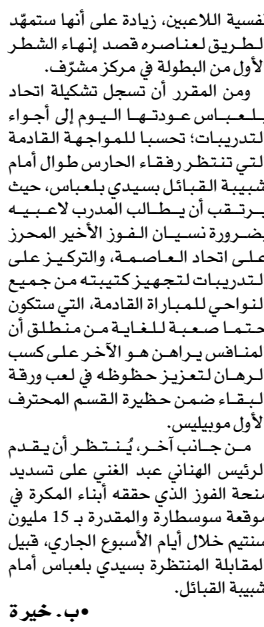 نفسية اللاعبين، زيادة على أنها ستمهّد
الطريق لعناصره قصد إنهاء الشطر
الأول من البطولة في مركز مشرّف.
ومن المقرر أن تسجل تشكيلة اتحاد
بلعباس عودتها اليوم إلى أجواء
التدريبات؛ تحسبا للمواجهة القادمة
التي تنتظر رفقاء الحارس طوال أمام
شبيبة القبائل بسيدي بلعباس، حيث
يرتقب أن يطالب المدرب لاعبيه
بضرورة نسيان الفوز الأخير المحرز
على اتحاد العاصمة، والتركيز على
التدريبات لتجهيز كتيبته من جميع
النواحي للمباراة القادمة، التي ستكون
حتما صعبة للغاية من منطلق أن
المنافس يراهن هو الآخر على كسب
الرهان لتعزيز حظوظه في لعب ورقة
البقاء ضمن حظيرة القسم المحترف
الأول موبيليس.
من جانب آخر، يُنتظر أن يقدم
الرئيس الهناني عبد الغني على تسديد
منحة الفوز الذي حققه أبناء المكرة في
موقعة سوسطارة والمقدرة بـ 15 مليون
سنتيم خلال أيام الأسبوع الجاري، قبيل
المقابلة المنتظرة بسيدي بلعباس أمام
شبيبة القبائل.
•ب. خيرة